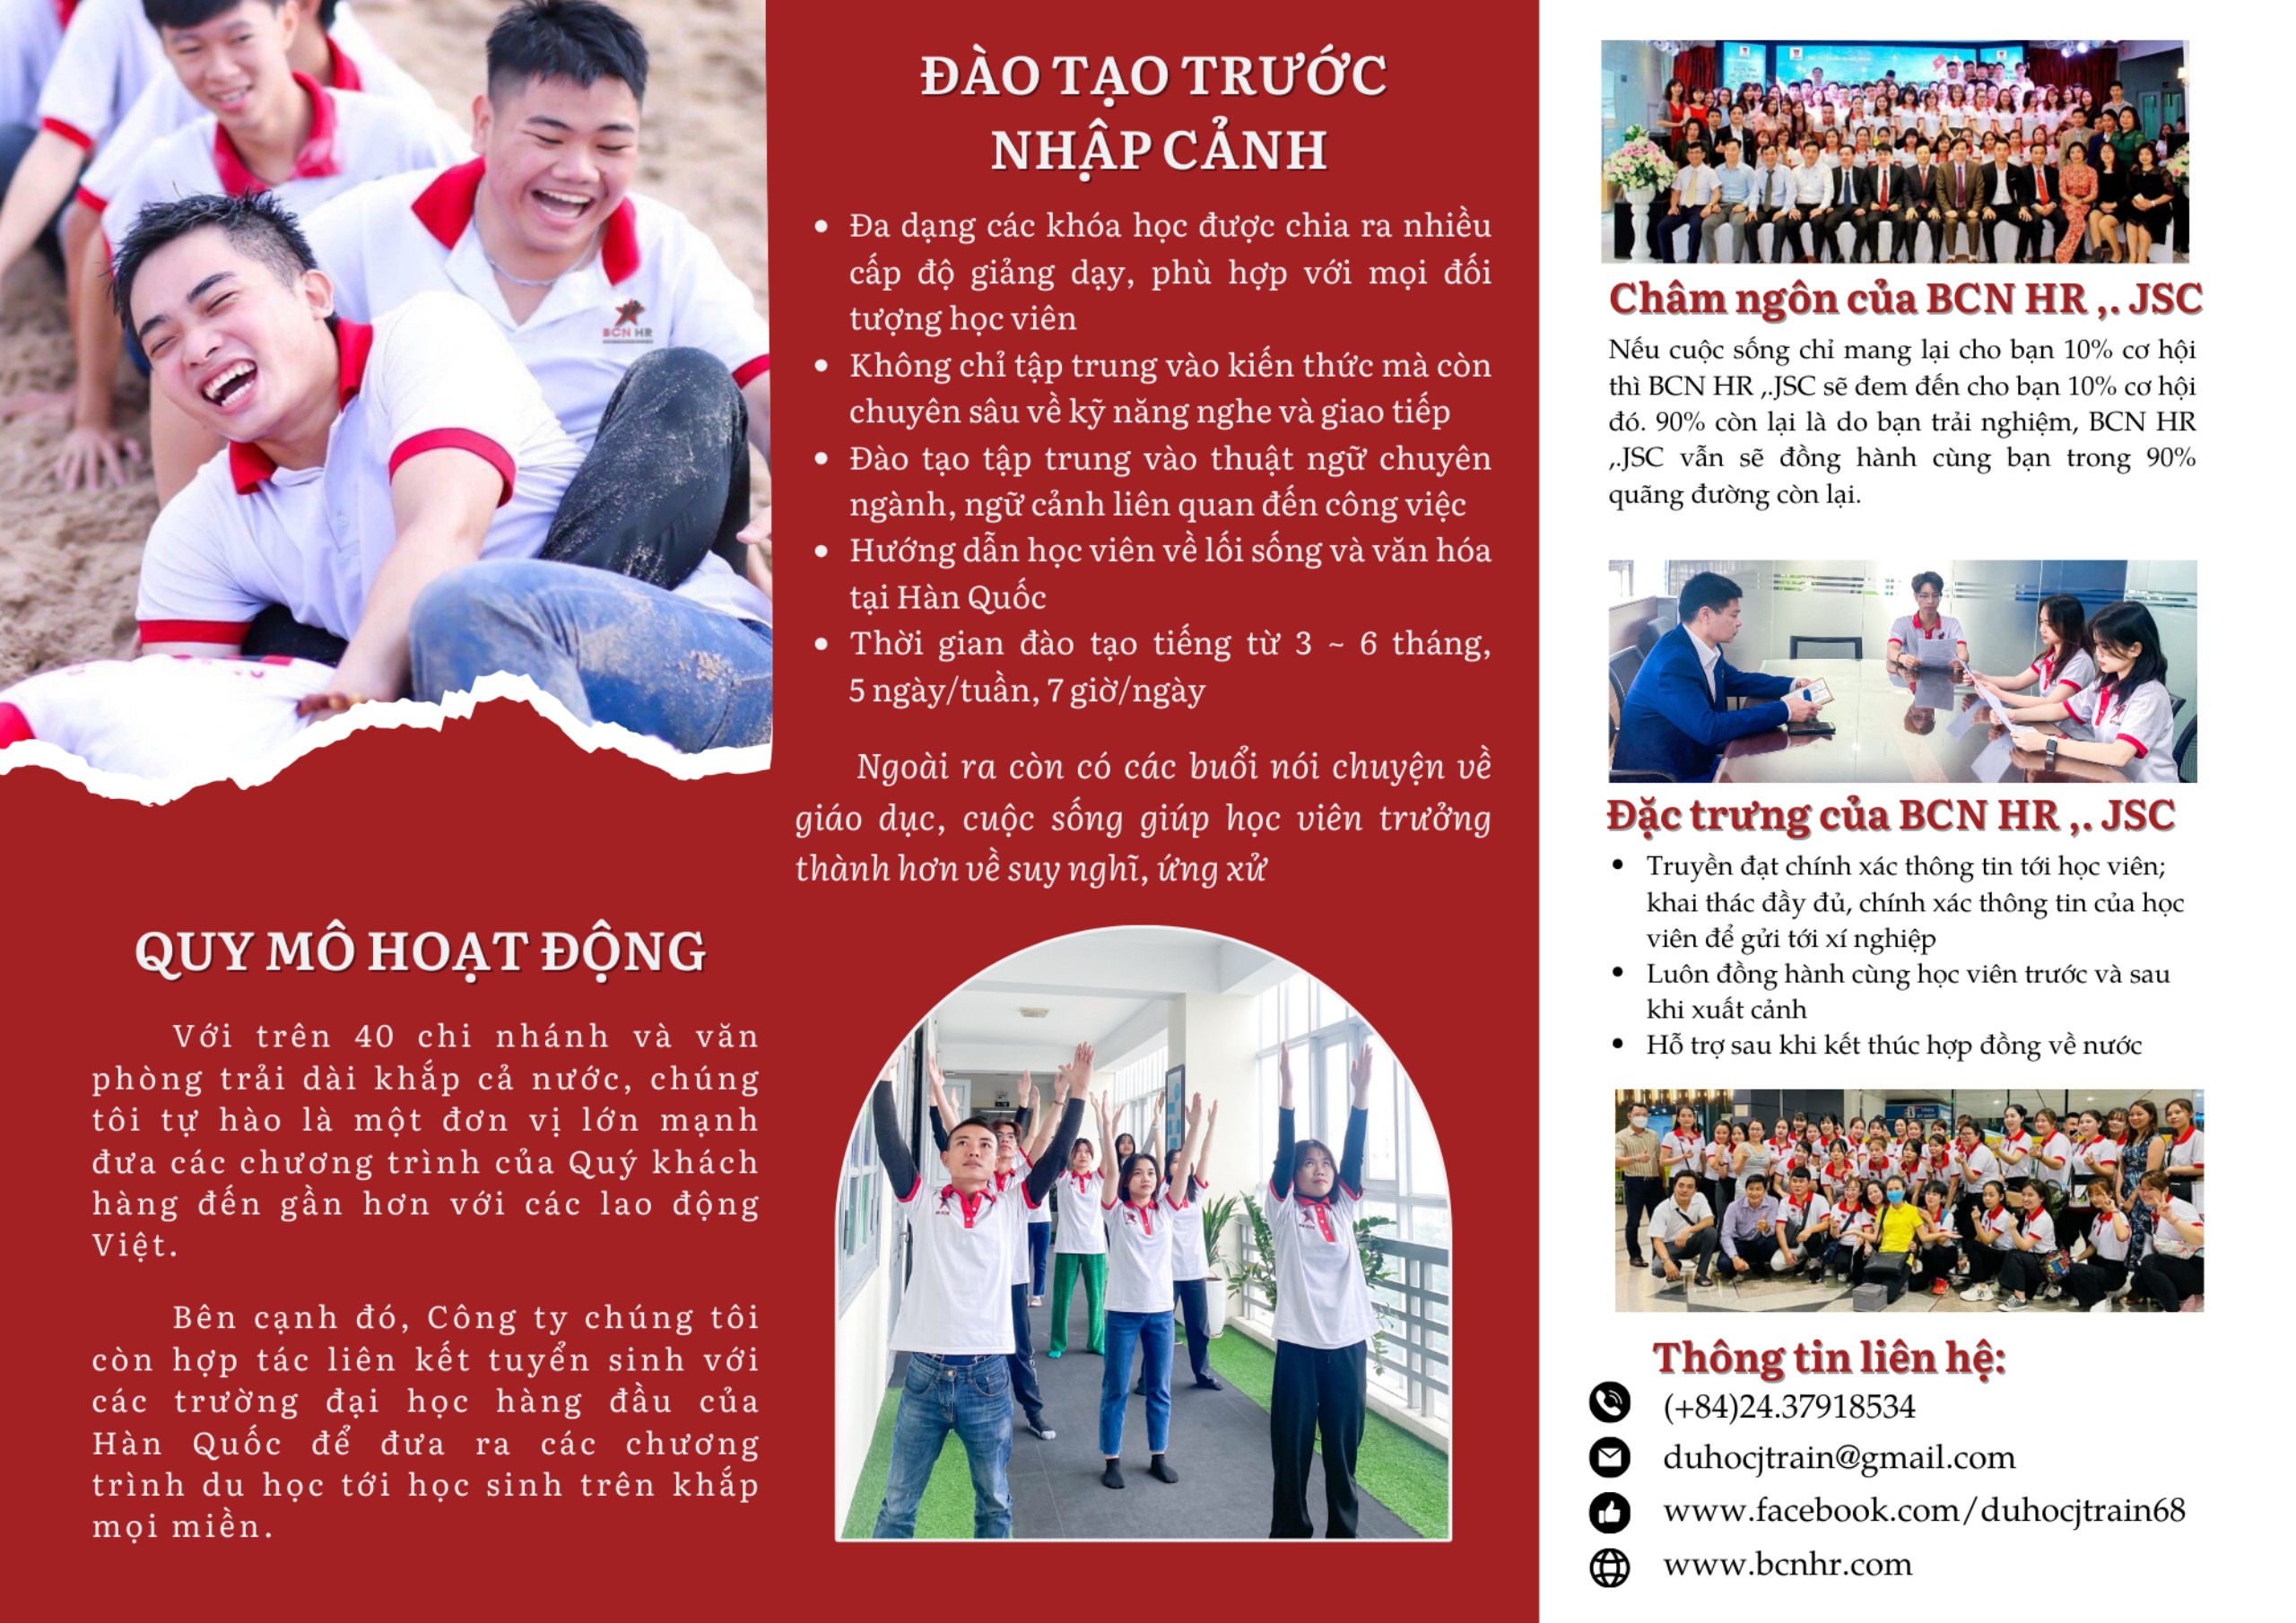 BCN HR
QUY MÔ HOẠT ĐỘNG
Với trên 40 chi nhánh và văn
phòng trải dài khắp cả nước, chúng
tôi tự hào là một đơn vị lớn mạnh
đưa các chương trình của Quý khách
hàng đến gần hơn với các lao động
Việt.
Bên cạnh đó, Công ty chúng tôi
còn hợp tác liên kết tuyển sinh với
các trường đại học hàng đầu của
Hàn Quốc để đưa ra các chương
trình du học tới học sinh trên khắp
mọi miền.
ĐÀO TẠO TRƯỚC
NHẬP CẢNH
• Đa dạng các khóa học được chia ra nhiều
cấp độ giảng dạy, phù hợp với mọi đối
tượng học viên
• Không chỉ tập trung vào kiến thức mà còn
chuyên sâu về kỹ năng nghe và giao tiếp
• Đào tạo tập trung vào thuật ngữ chuyên
ngành, ngữ cảnh liên quan đến công việc
• Hướng dẫn học viên về lối sống và văn hóa
tại Hàn Quốc
• Thời gian đào tạo tiếng từ 3 ~ 6 tháng,
5 ngày/tuần, 7 giờ/ngày
Ngoài ra còn có các buổi nói chuyện về
giáo dục, cuộc sống giúp học viên trưởng
thành hơn về suy nghĩ, ứng xử
Châm ngôn của BCN HR ,. JSC
Nếu cuộc sống chỉ mang lại cho bạn 10% cơ hội
thì BCN HR ,.JSC sẽ đem đến cho bạn 10% cơ hội
đó. 90% còn lại là do bạn trải nghiệm, BCN HR
,.JSC vẫn sẽ đồng hành cùng bạn trong 90%
quãng đường còn lại.
Đặc trưng của BCN HR ,. JSC
• Truyền đạt chính xác thông tin tới học viên;
khai thác đầy đủ, chính xác thông tin của học
viên để gửi tới xí nghiệp
• Luôn đồng hành cùng học viên trước và sau
khi xuất cảnh
• Hỗ trợ sau khi kết thúc hợp đồng về nước
Thông tin liên hệ:
(+84)24.37918534
duhocjtrain@gmail.com
www.facebook.com/duhocjtrain68
www.bcnhr.com